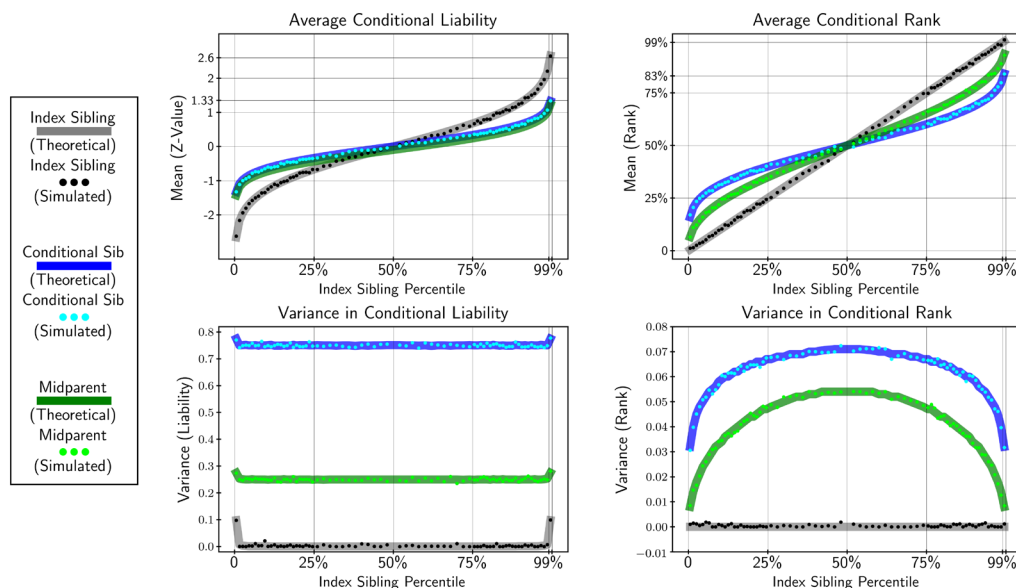 Index Sibling
(Theoretical)
Index Sibling
(Simulated)
Conditional Sib
(Theoretical)
Conditional Sib
(Simulated)
Midparent
(Theoretical)
Midparent
(Simulated)
Average Conditional Liability
Mean (Z-Value)
2.6
2
1.33
1
0
-1
-2
0 25% 50% 75% 99%
Index Sibling Percentile
Average Conditional Rank
Mean (Rank)
99%
83%
75%
50%
25%
0
0 25% 50% 75% 99%
Index Sibling Percentile
Variance in Conditional Liability
Variance (Liability)
0.8
0.7
0.6
0.5
0.4
0.3
0.2
0.1
0.0
0 25% 50% 75% 99%
Index Sibling Percentile
Variance in Conditional Rank
Variance (Rank)
0.08
0.07
0.06
0.05
0.04
0.03
0.02
0.01
0.00
−0.01
25% 50% 75% 99%
Index Sibling Percentile